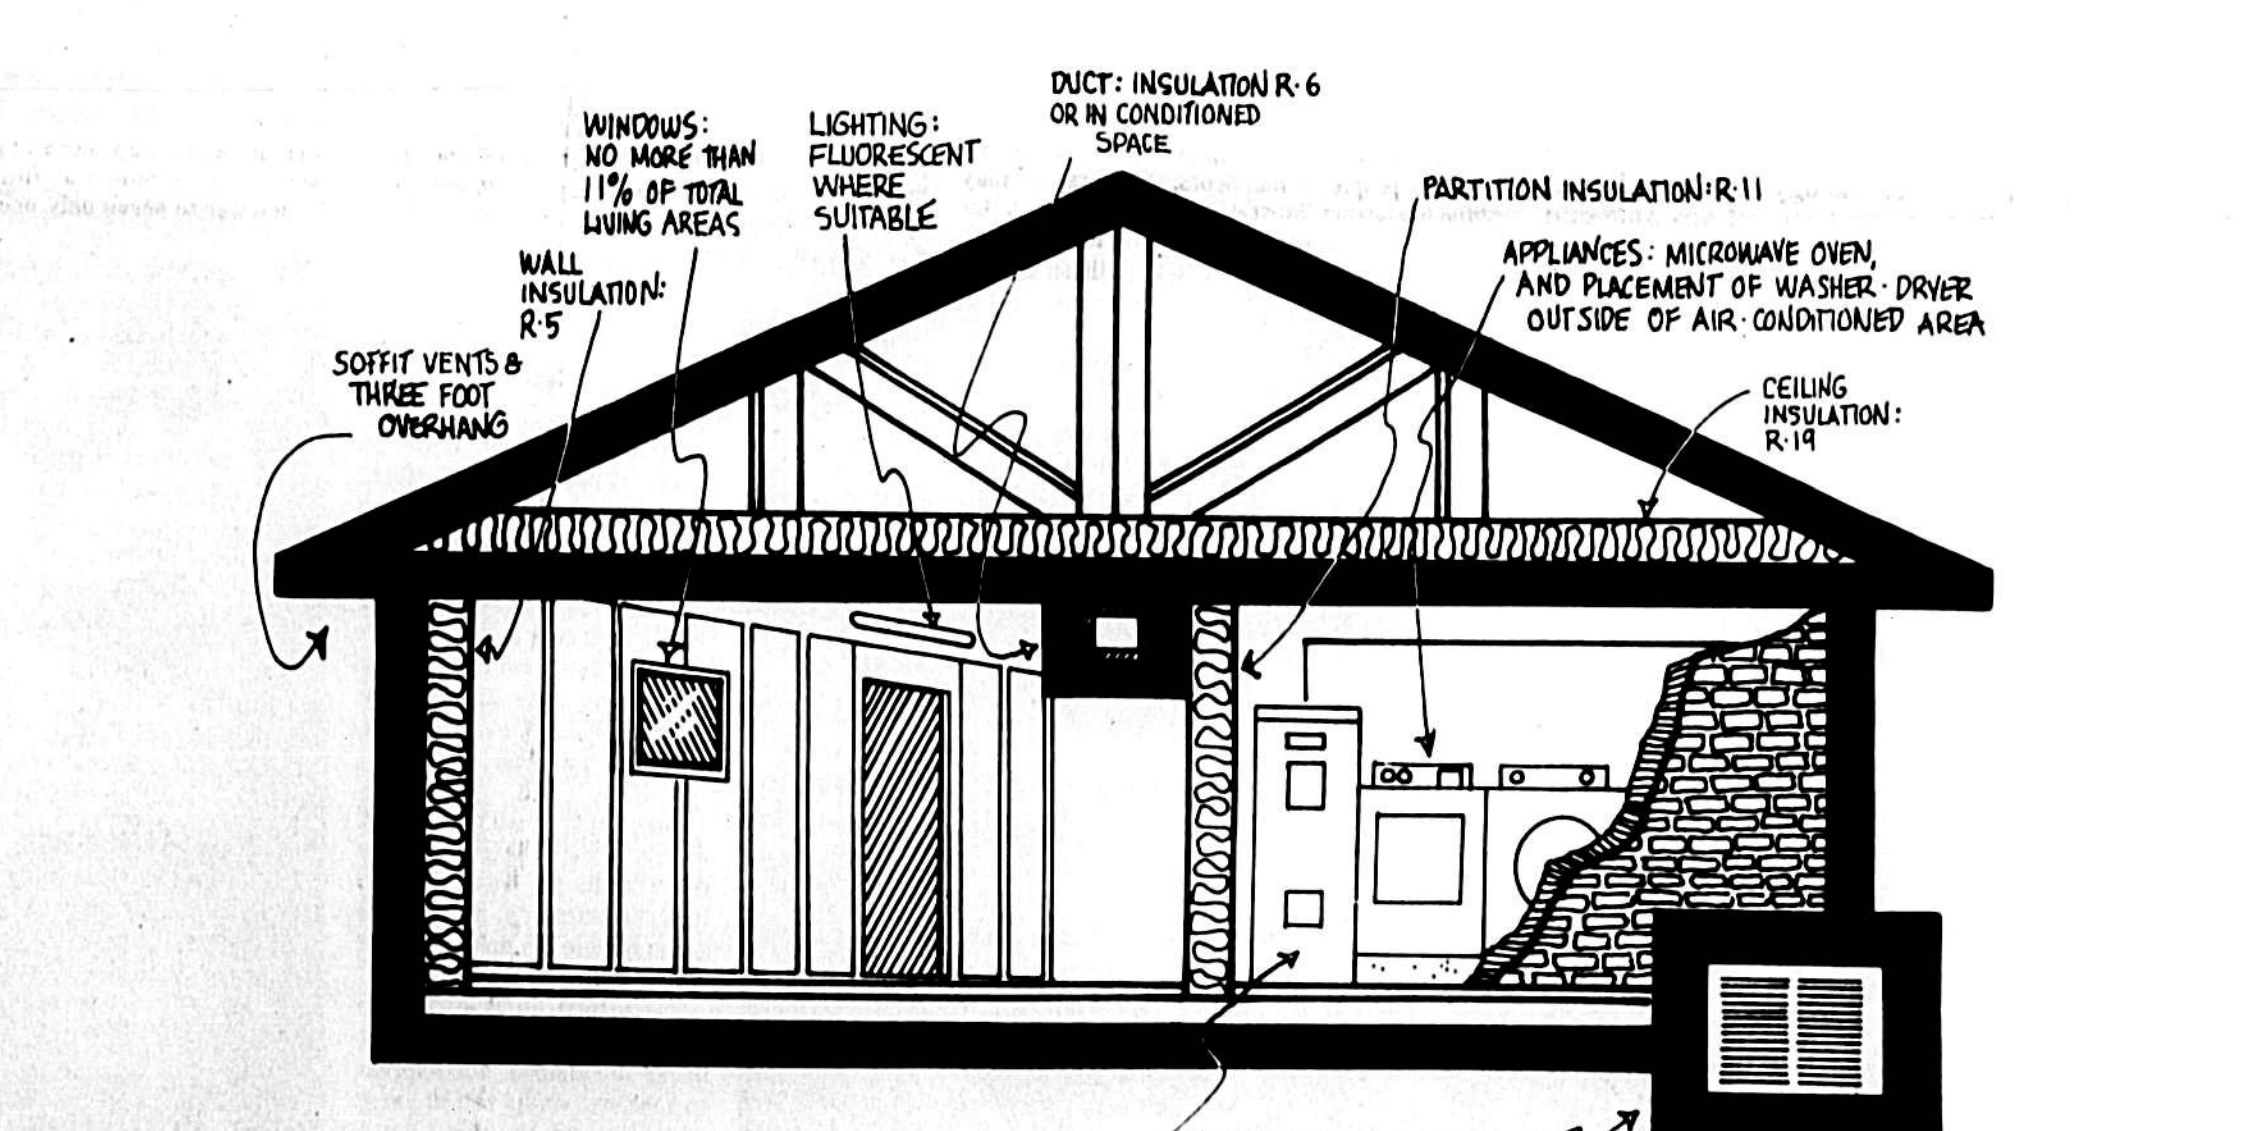 DUCT: INSULATION R·6
OR IN CONDITIONED
SPACE
WINDOWS:
NO MORE THAN
11% OF TOTAL
LIVING AREAS
LIGHTING:
FLUORESCENT
WHERE
SUITABLE
PARTITION INSULATION: R·11
APPLIANCES: MICROWAVE OVEN,
AND PLACEMENT OF WASHER·DRYER
OUTSIDE OF AIR·CONDITIONED AREA
WALL
INSULATION:
R·5
SOFFIT VENTS &
THREE FOOT
OVERHANG
CEILING
INSULATION:
R·19